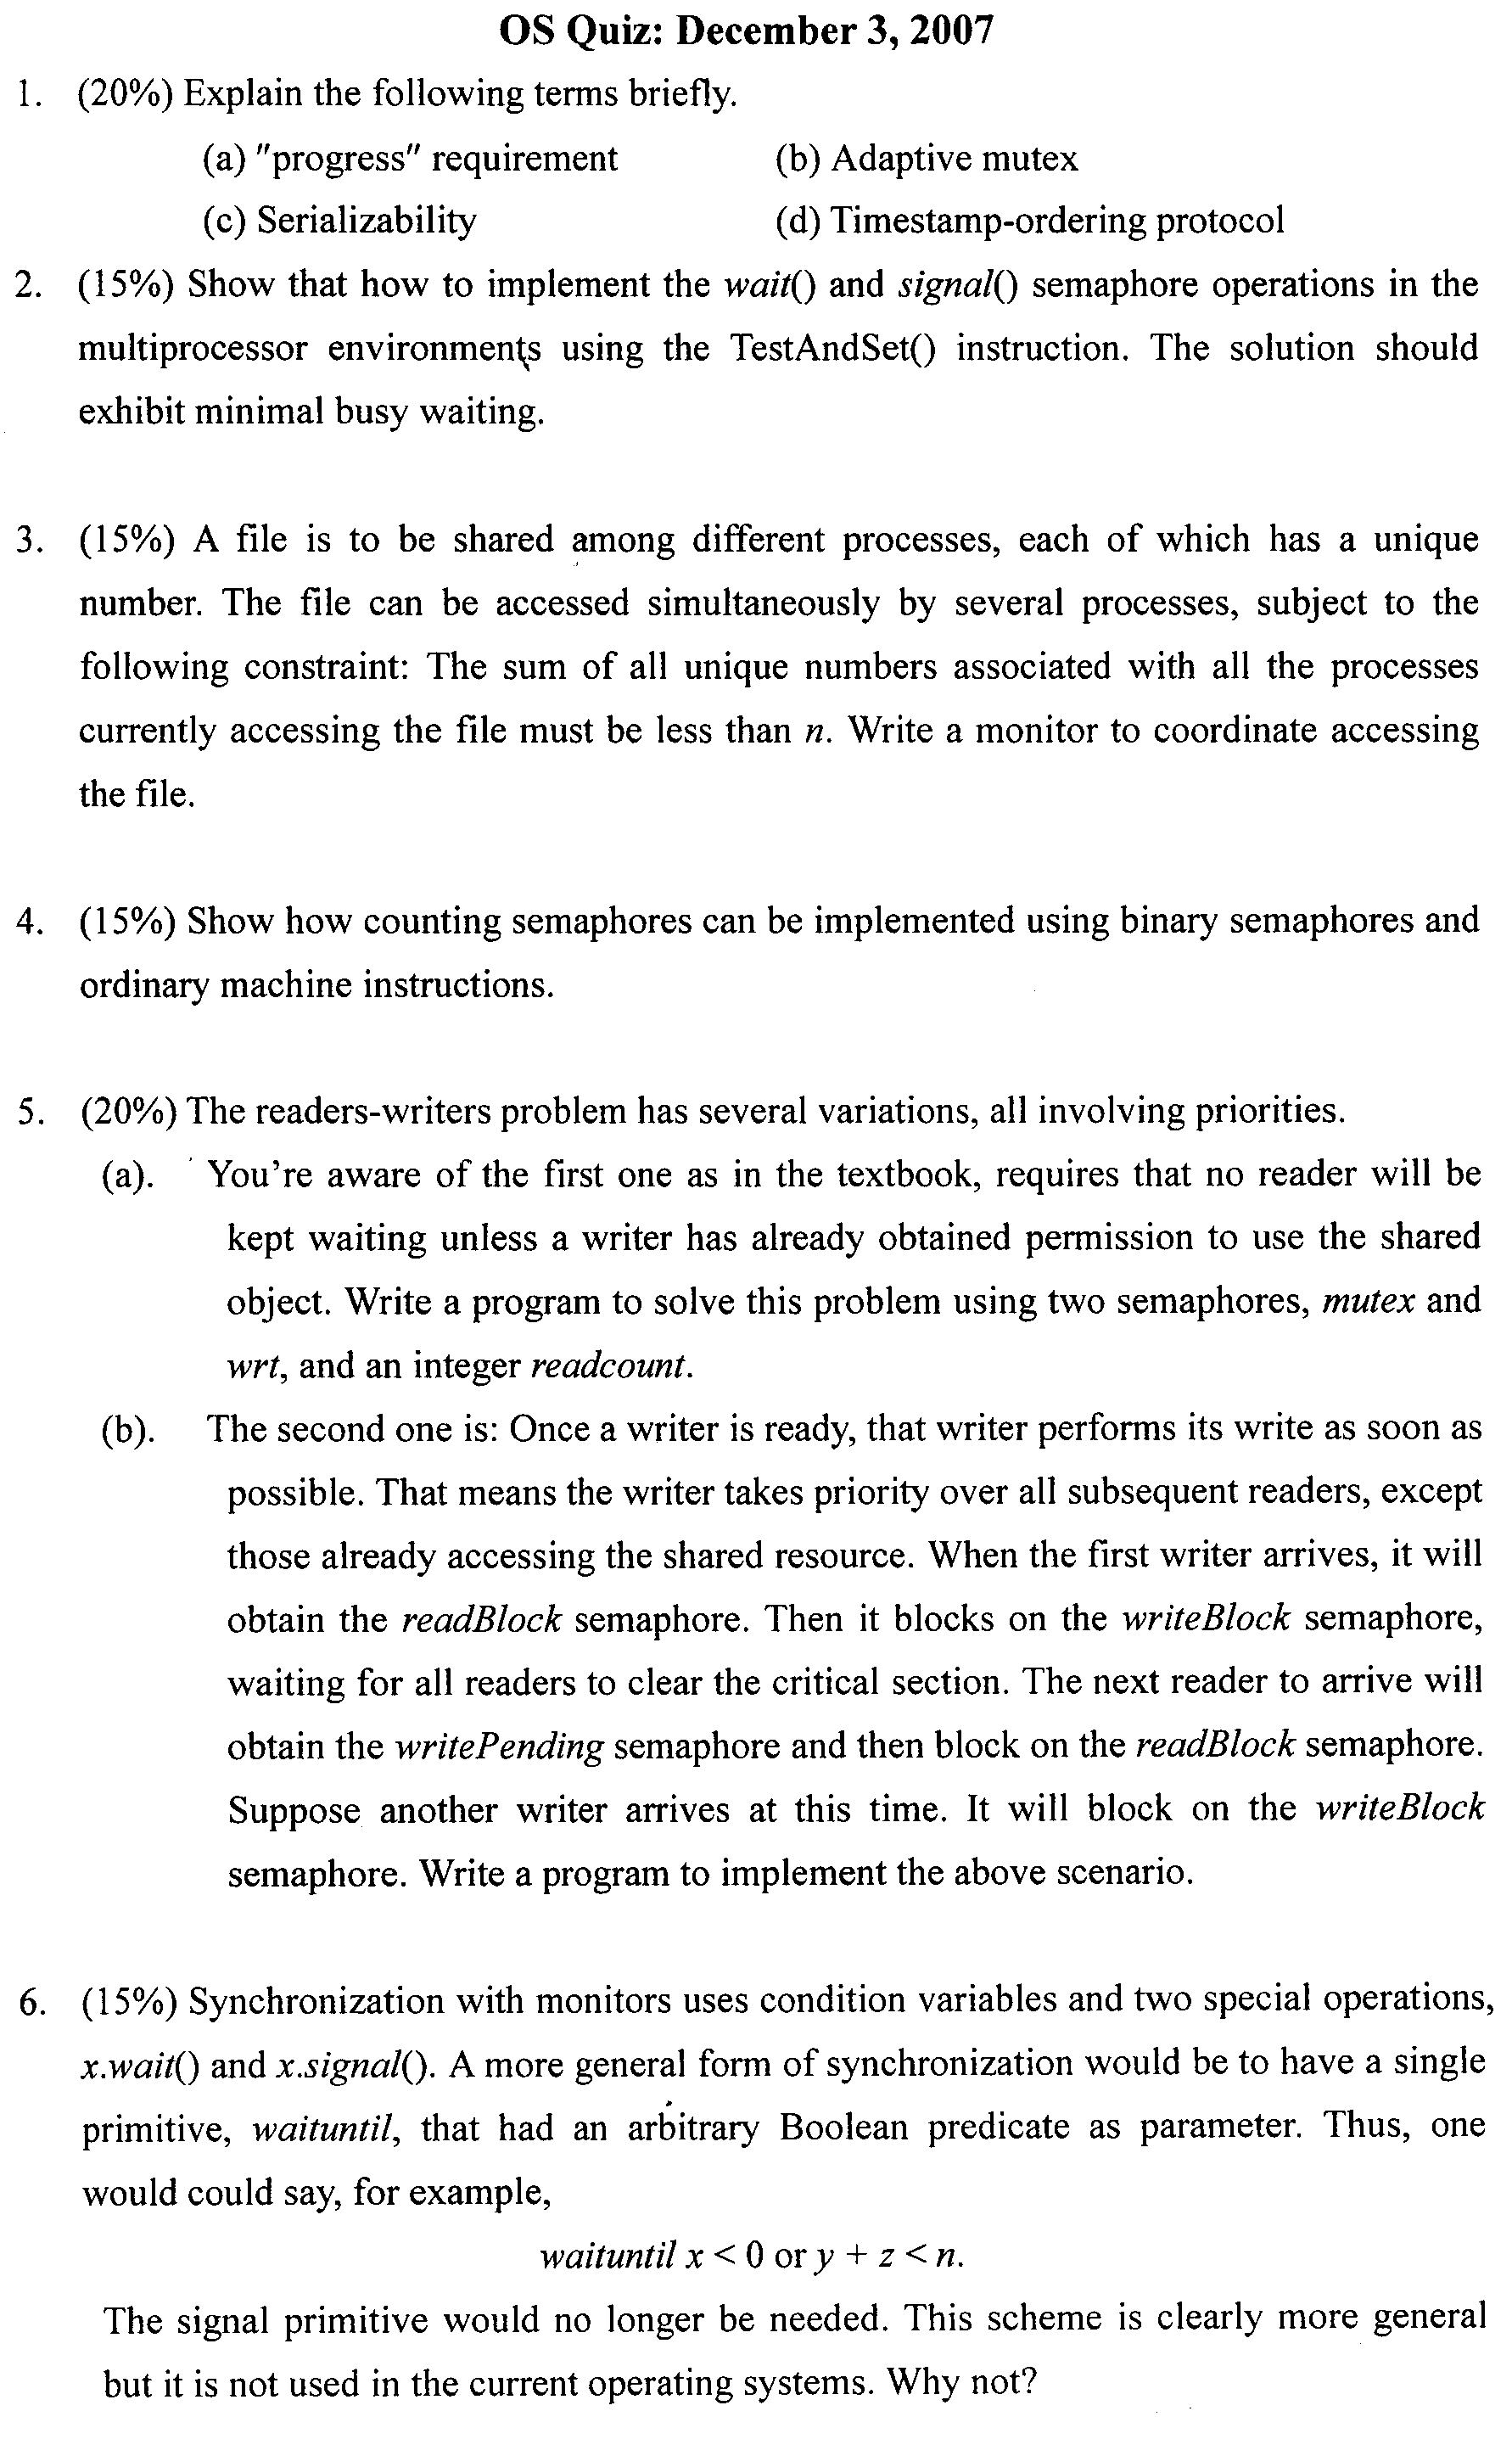 OS Quiz: December 3, 2007
1. (20%) Explain the following terms briefly.
(a) "progress" requirement (b) Adaptive mutex
(c) Serializability (d) Timestamp-ordering protocol
2. (15%) Show that how to implement the wait() and signal() semaphore operations in the
multiprocessor environments using the TestAndSet() instruction. The solution should
exhibit minimal busy waiting.
3. (15%) A file is to be shared among different processes, each of which has a unique
number. The file can be accessed simultaneously by several processes, subject to the
following constraint: The sum of all unique numbers associated with all the processes
currently accessing the file must be less than n. Write a monitor to coordinate accessing
the file.
4. (15%) Show how counting semaphores can be implemented using binary semaphores and
ordinary machine instructions.
5. (20%) The readers-writers problem has several variations, all involving priorities.
(a). You're aware of the first one as in the textbook, requires that no reader will be
kept waiting unless a writer has already obtained permission to use the shared
object. Write a program to solve this problem using two semaphores, mutex and
wrt, and an integer readcount.
(b). The second one is: Once a writer is ready, that writer performs its write as soon as
possible. That means the writer takes priority over all subsequent readers, except
those already accessing the shared resource. When the first writer arrives, it will
obtain the readBlock semaphore. Then it blocks on the writeBlock semaphore,
waiting for all readers to clear the critical section. The next reader to arrive will
obtain the writePending semaphore and then block on the readBlock semaphore.
Suppose another writer arrives at this time. It will block on the writeBlock
semaphore. Write a program to implement the above scenario.
6. (15%) Synchronization with monitors uses condition variables and two special operations,
x.wait() and x.signal(). A more general form of synchronization would be to have a single
primitive, waituntil, that had an arbitrary Boolean predicate as parameter. Thus, one
would could say, for example,
waituntil x < 0 or y + z < n.
The signal primitive would no longer be needed. This scheme is clearly more general
but it is not used in the current operating systems. Why not?